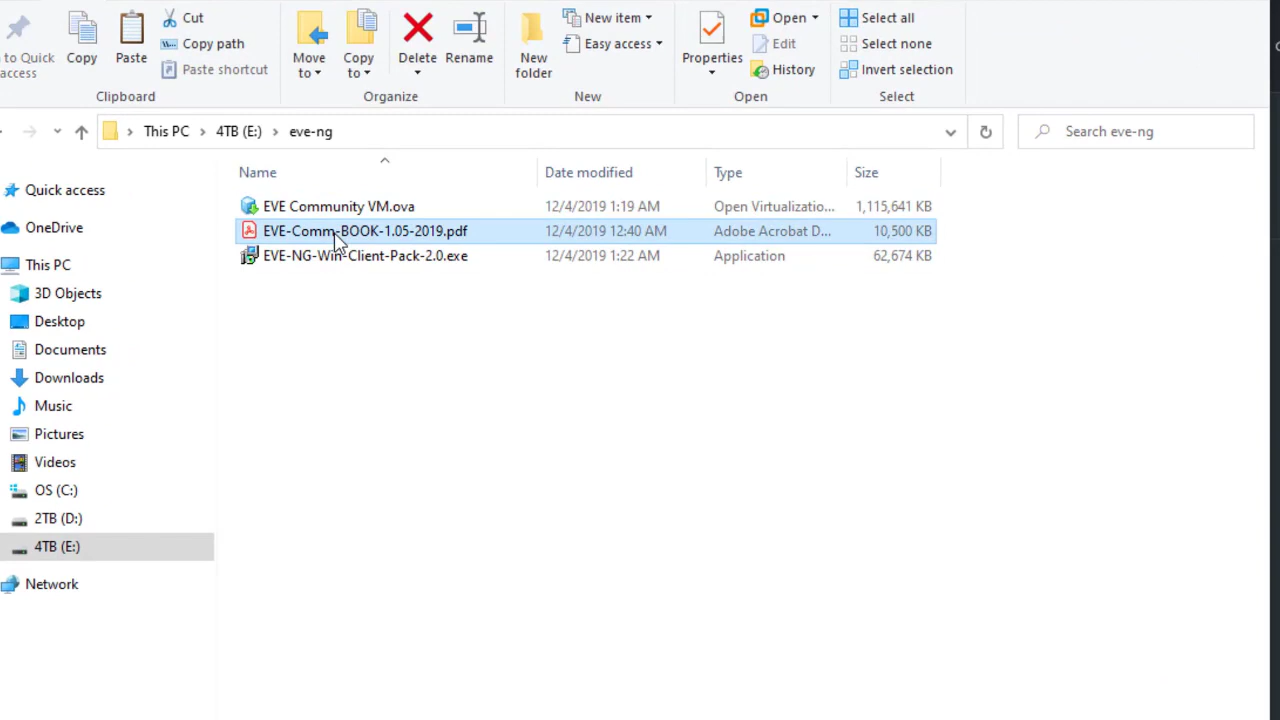 Cut
Copy path
Paste shortcut
to Quick
access
Copy
Paste
Move
to
Copy
to
Delete
Rename
New
folder
New item
Easy access
Properties
Open
Edit
History
Select all
Select none
Invert selection
Clipboard
Organize
New
Open
Select
This PC > 4TB (E:) > eve-ng
Search eve-ng
Name Date modified Type Size
EVE Community VM.ova 12/4/2019 1:19 AM Open Virtualizatio... 1,115,641 KB
EVE-Comm-BOOK-1.05-2019.pdf 12/4/2019 12:40 AM Adobe Acrobat D... 10,500 KB
EVE-NG-Win-Client-Pack-2.0.exe 12/4/2019 1:22 AM Application 62,674 KB
Quick access
OneDrive
This PC
3D Objects
Desktop
Documents
Downloads
Music
Pictures
Videos
OS (C:)
2TB (D:)
4TB (E:)
Network